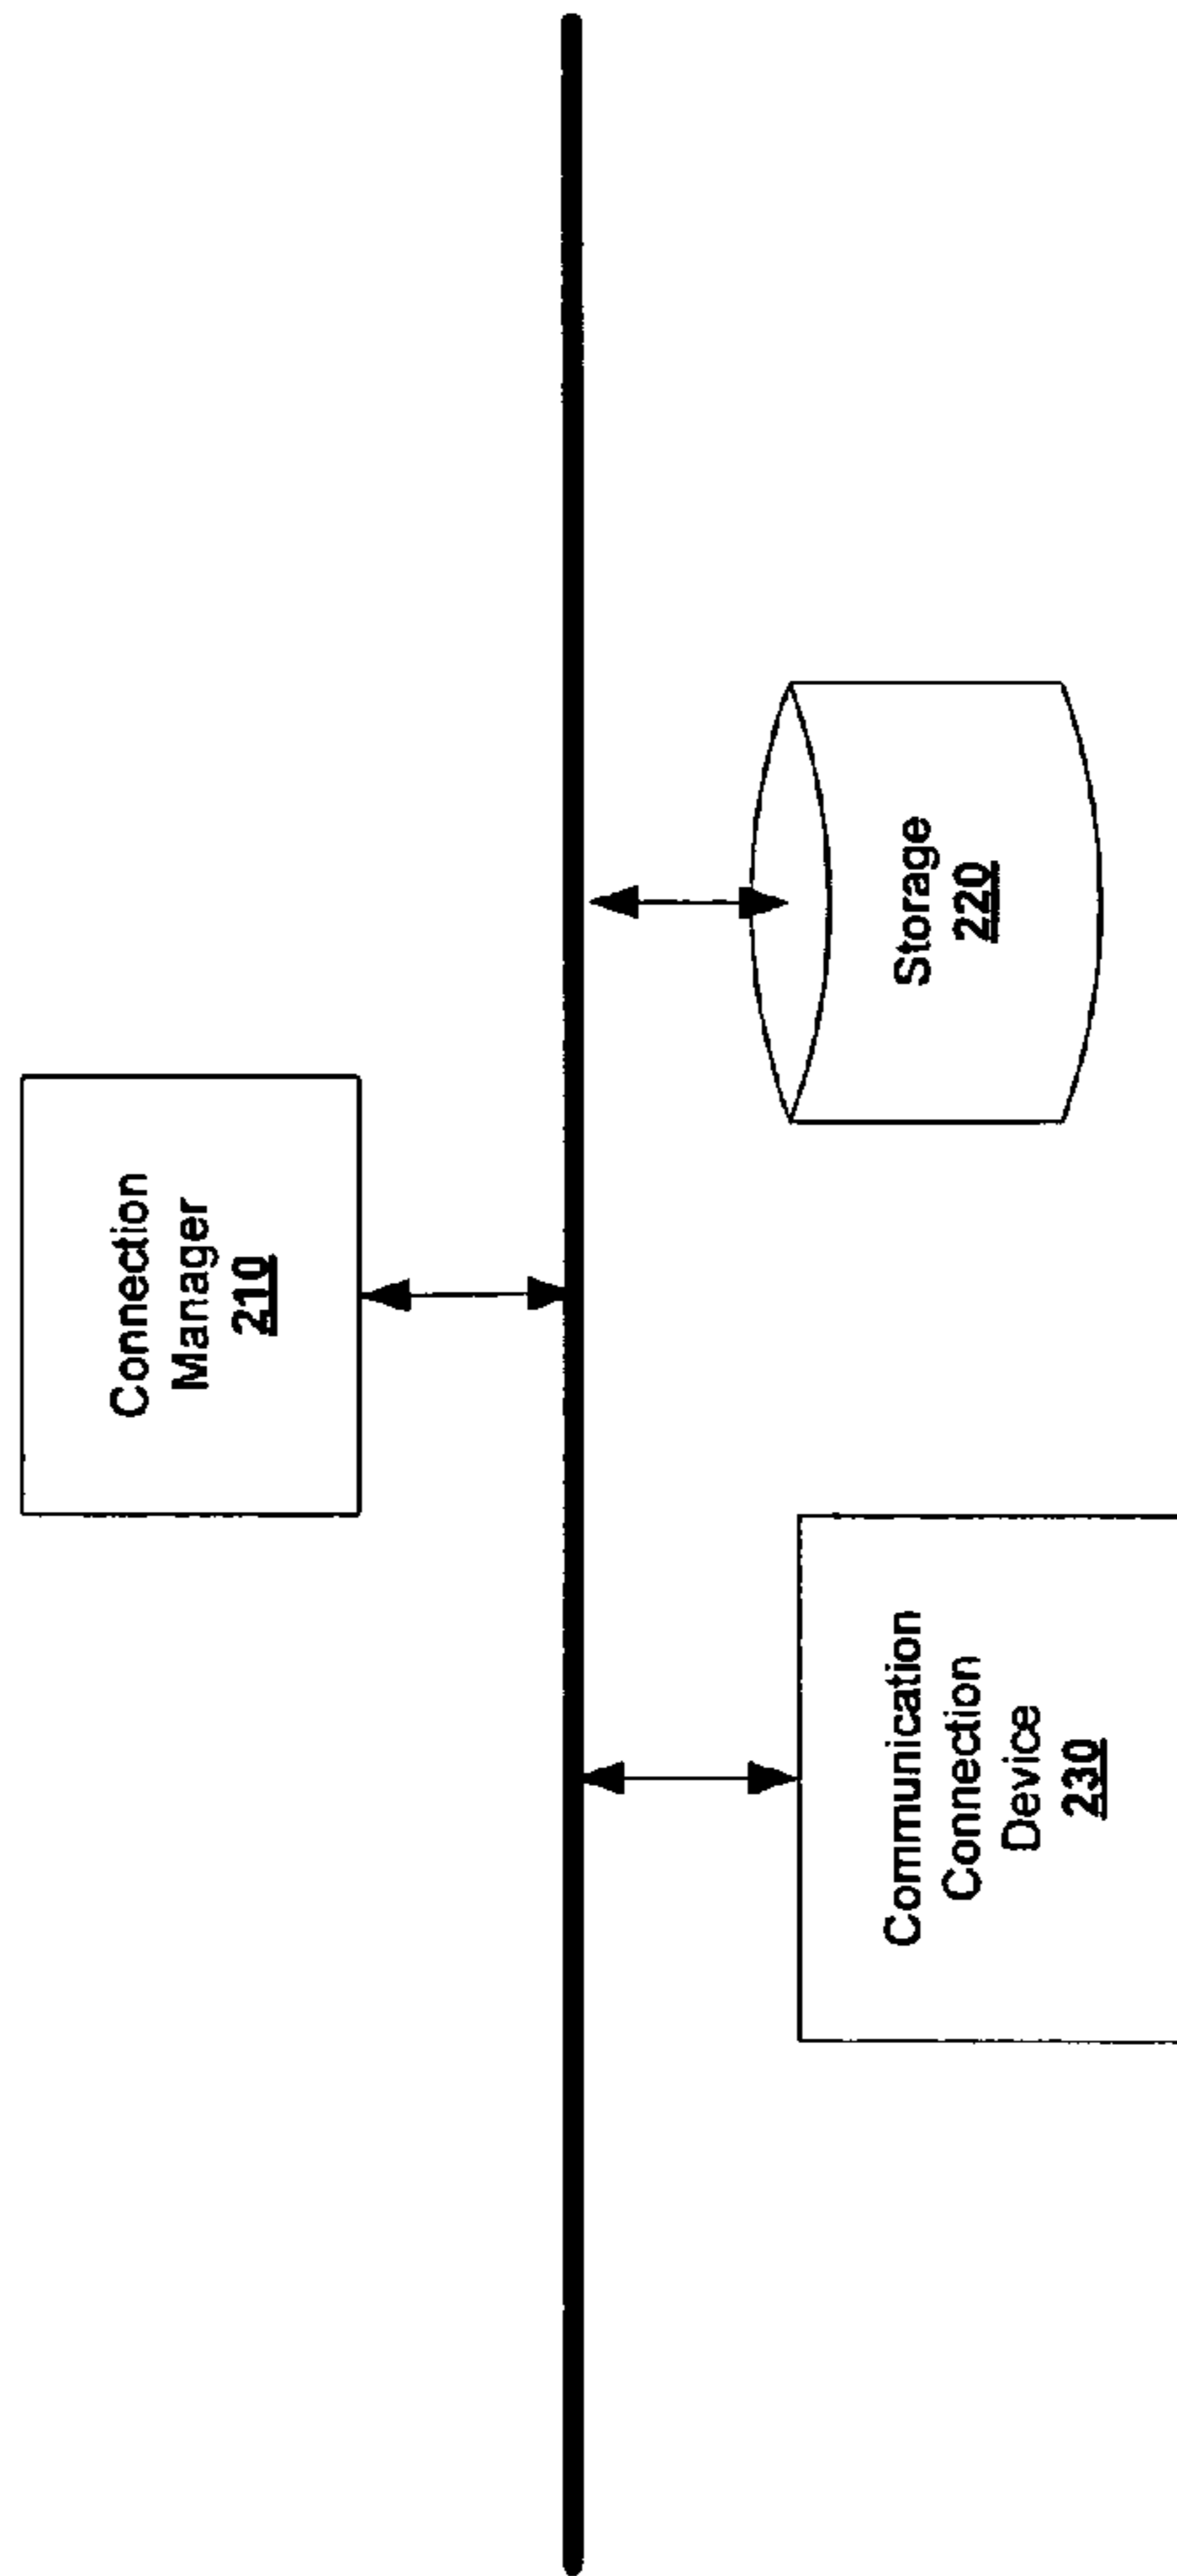 Connection
Manager
210
Storage
220
Communication
Connection
Device
230